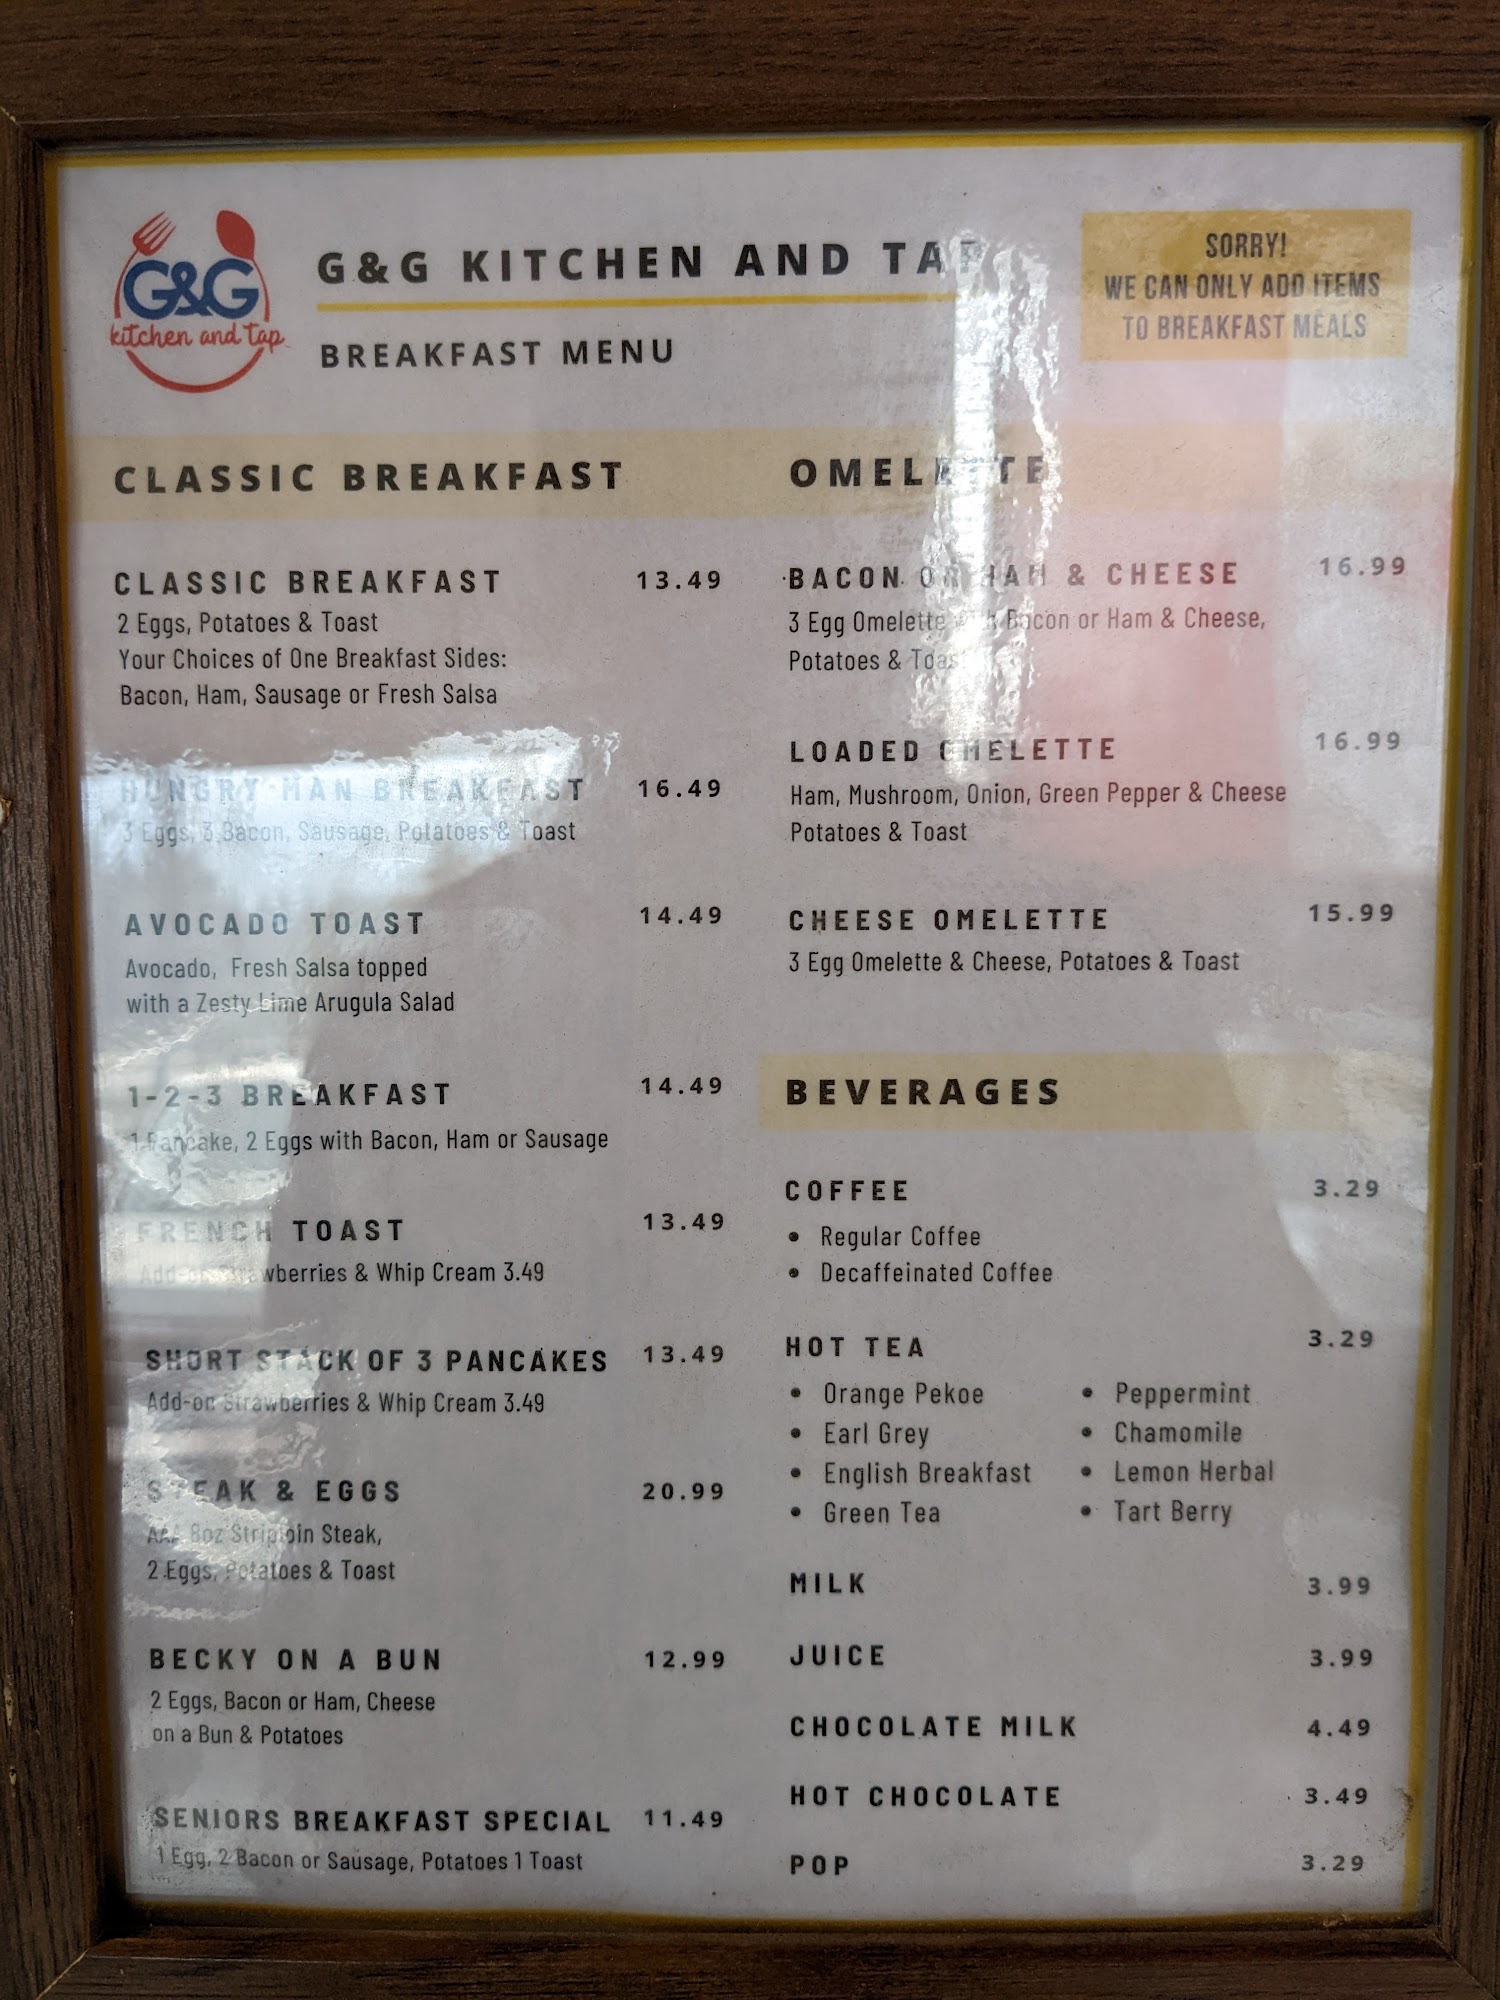 G&G
kitchen and tap
G&G KITCHEN AND TAP
BREAKFAST MENU
SORRY!
WE CAN ONLY ADD ITEMS
TO BREAKFAST MEALS
CLASSIC BREAKFAST
CLASSIC BREAKFAST 13.49
2 Eggs, Potatoes & Toast
Your Choices of One Breakfast Sides:
Bacon, Ham, Sausage or Fresh Salsa
HUNGRY MAN BREAKFAST 16.49
3 Eggs, 3 Bacon, Sausage, Potatoes & Toast
AVOCADO TOAST 14.49
Avocado, Fresh Salsa topped
with a Zesty Lime Arugula Salad
1-2-3 BREAKFAST 14.49
1 Pancake, 2 Eggs with Bacon, Ham or Sausage
FRENCH TOAST 13.49
Add-on Strawberries & Whip Cream 3.49
SHORT STACK OF 3 PANCAKES 13.49
Add-on Strawberries & Whip Cream 3.49
STEAK & EGGS 20.99
AAA 8oz Striploin Steak,
2 Eggs, Potatoes & Toast
BECKY ON A BUN 12.99
2 Eggs, Bacon or Ham, Cheese
on a Bun & Potatoes
SENIORS BREAKFAST SPECIAL 11.49
1 Egg, 2 Bacon or Sausage, Potatoes 1 Toast
OMELETTE
BACON OR HAM & CHEESE 16.99
3 Egg Omelette with Bacon or Ham & Cheese,
Potatoes & Toast
LOADED OMELETTE 16.99
Ham, Mushroom, Onion, Green Pepper & Cheese
Potatoes & Toast
CHEESE OMELETTE 15.99
3 Egg Omelette & Cheese, Potatoes & Toast
BEVERAGES
COFFEE 3.29
• Regular Coffee
• Decaffeinated Coffee
HOT TEA 3.29
• Orange Pekoe
• Earl Grey
• English Breakfast
• Green Tea
• Peppermint
• Chamomile
• Lemon Herbal
• Tart Berry
MILK 3.99
JUICE 3.99
CHOCOLATE MILK 4.49
HOT CHOCOLATE 3.49
POP 3.29